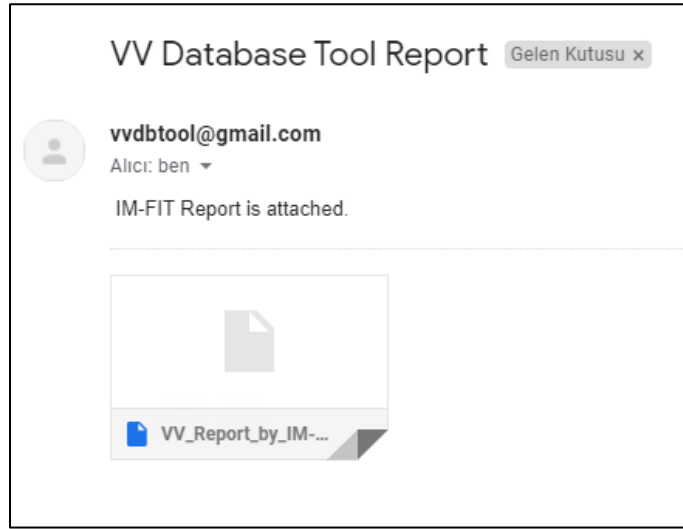 VV Database Tool Report Gelen Kutusu x
vvdbtool@gmail.com
Alıcı: ben
IM-FIT Report is attached.
VV_Report_by_IM-...